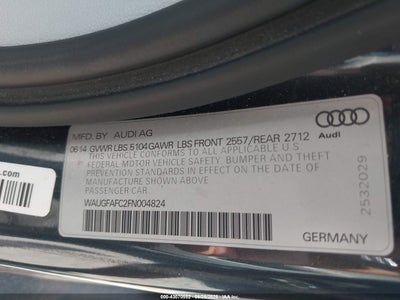 MFD. BY AUDI AG
06.14 GVWR LBS 5104 GAWR LBS FRONT 2557/REAR 2712
THIS VEHICLE CONFORMS TO ALL APPLICABLE U.S.
FEDERAL MOTOR VEHICLE SAFETY, BUMPER AND THEFT
PREVENTION STANDARDS IN EFFECT ON THE DATE OF
MANUFACTURE SHOWN ABOVE.
PASSENGER CAR
WAUGFAFC2FN004824
Audi
2532029
GERMANY
s.com